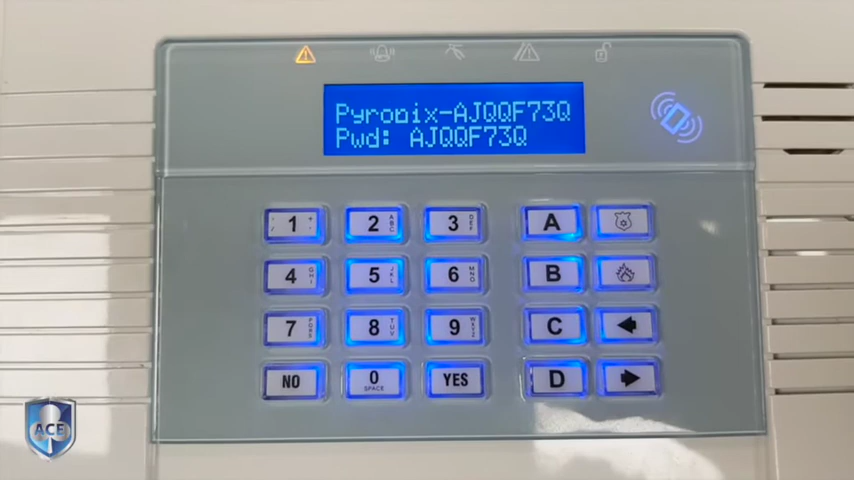 Pyronix-AJQQF73Q
Pwd: AJQQF73Q
1
2 ABC
3 DEF
A
4 GHI
5 JKL
6 MNO
B
7 PQRS
8 TUV
9 WXYZ
C
NO
0 SPACE
YES
D
ACE